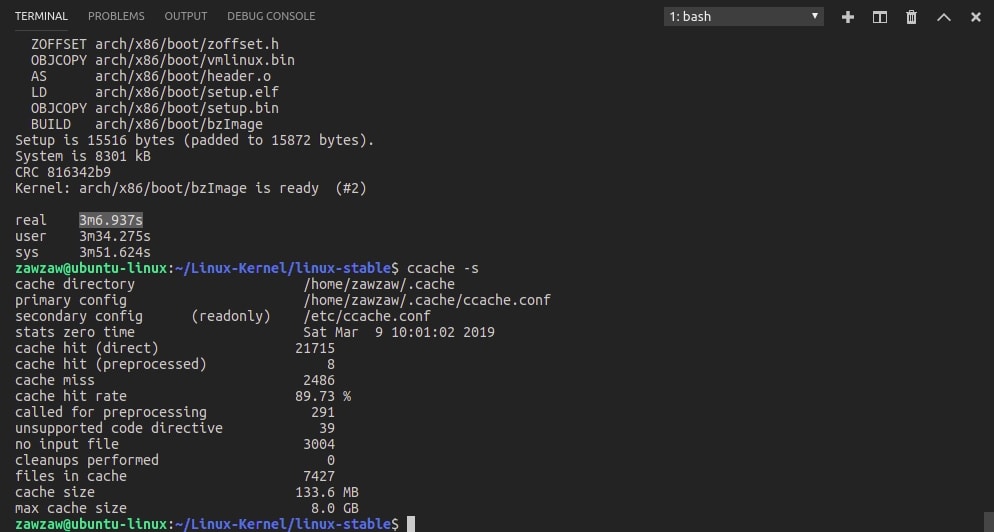 TERMINAL PROBLEMS OUTPUT DEBUG CONSOLE 1: bash
ZOFFSET arch/x86/boot/zoffset.h
OBJCOPY arch/x86/boot/vmlinux.bin
AS arch/x86/boot/header.o
LD arch/x86/boot/setup.elf
OBJCOPY arch/x86/boot/setup.bin
BUILD arch/x86/boot/bzImage
Setup is 15516 bytes (padded to 15872 bytes).
System is 8301 kB
CRC 816342b9
Kernel: arch/x86/boot/bzImage is ready (#2)
real 3m6.937s
user 3m34.275s
sys 3m51.624s
zawzaw@ubuntu-linux:~/Linux-Kernel/linux-stable$ ccache -s
cache directory /home/zawzaw/.cache
primary config /home/zawzaw/.cache/ccache.conf
secondary config (readonly) /etc/ccache.conf
stats zero time Sat Mar 9 10:01:02 2019
cache hit (direct) 21715
cache hit (preprocessed) 8
cache miss 2486
cache hit rate 89.73 %
called for preprocessing 291
unsupported code directive 39
no input file 3004
cleanups performed 0
files in cache 7427
cache size 133.6 MB
max cache size 8.0 GB
zawzaw@ubuntu-linux:~/Linux-Kernel/linux-stable$